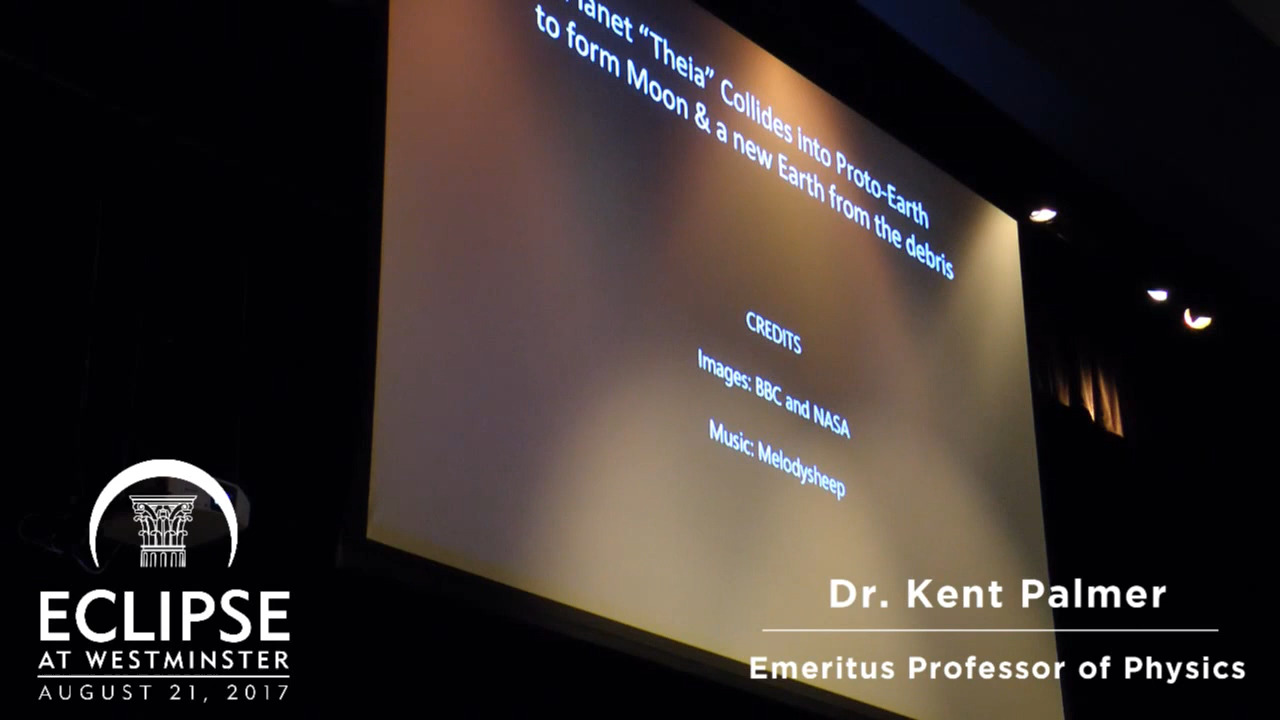 “Theia” Collides into Proto-Earth
to form Moon & a new Earth from the debris
CREDITS
Images: BBC and NASA
Music: Melodysheep
ECLIPSE
AT WESTMINSTER
AUGUST 21, 2017
Dr. Kent Palmer
Emeritus Professor of Physics